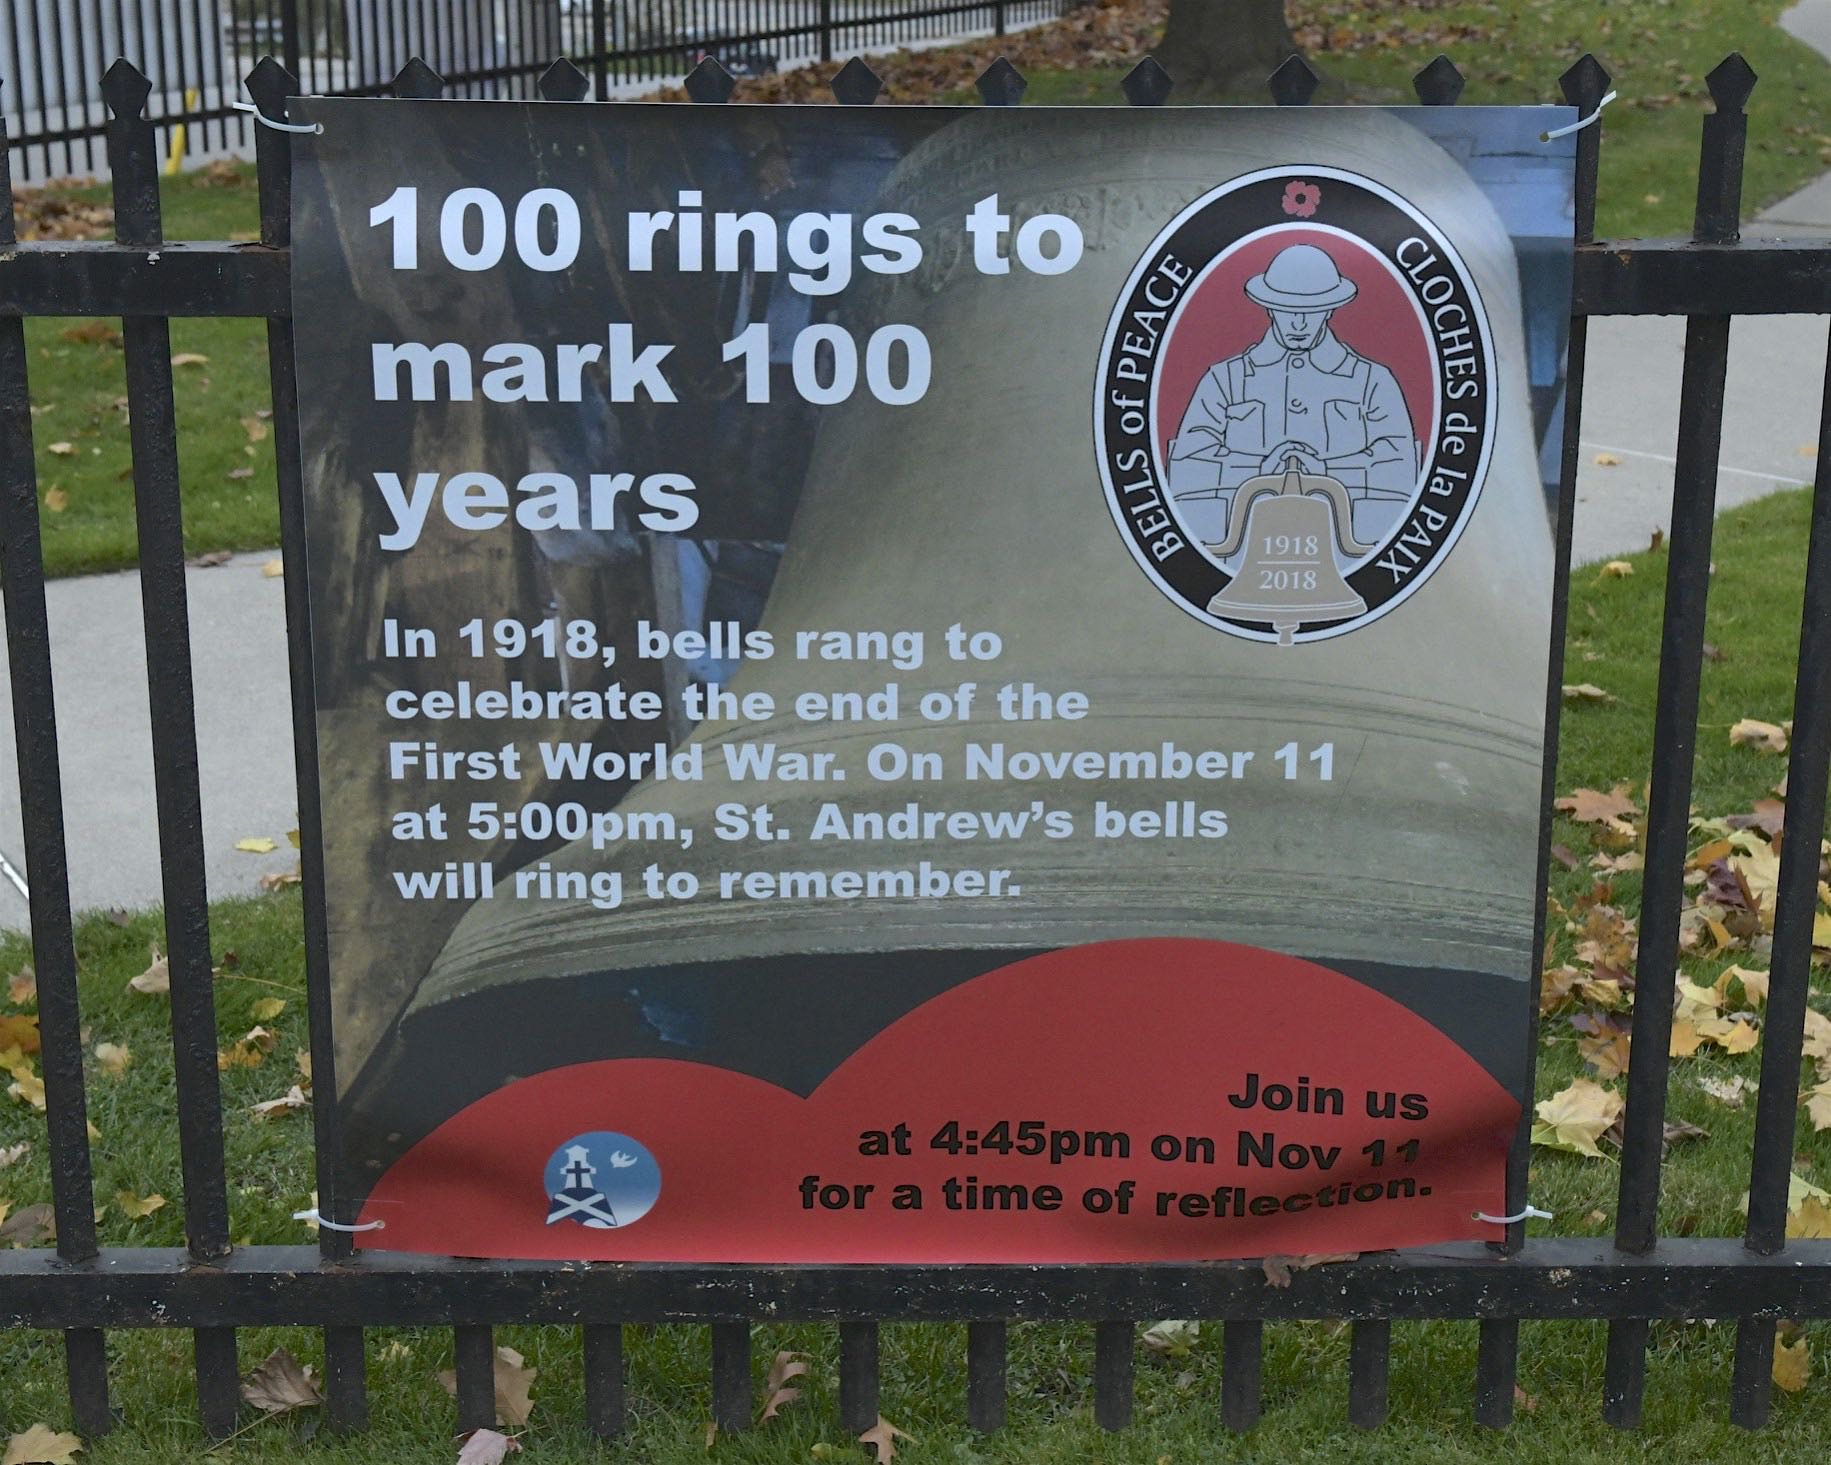 100 rings to
mark 100
years
BELLS of PEACE
CLOCHES de la PAIX
1918
2018
In 1918, bells rang to
celebrate the end of the
First World War. On November 11
at 5:00pm, St. Andrew's bells
will ring to remember.
Join us
at 4:45pm on Nov 11
for a time of reflection.